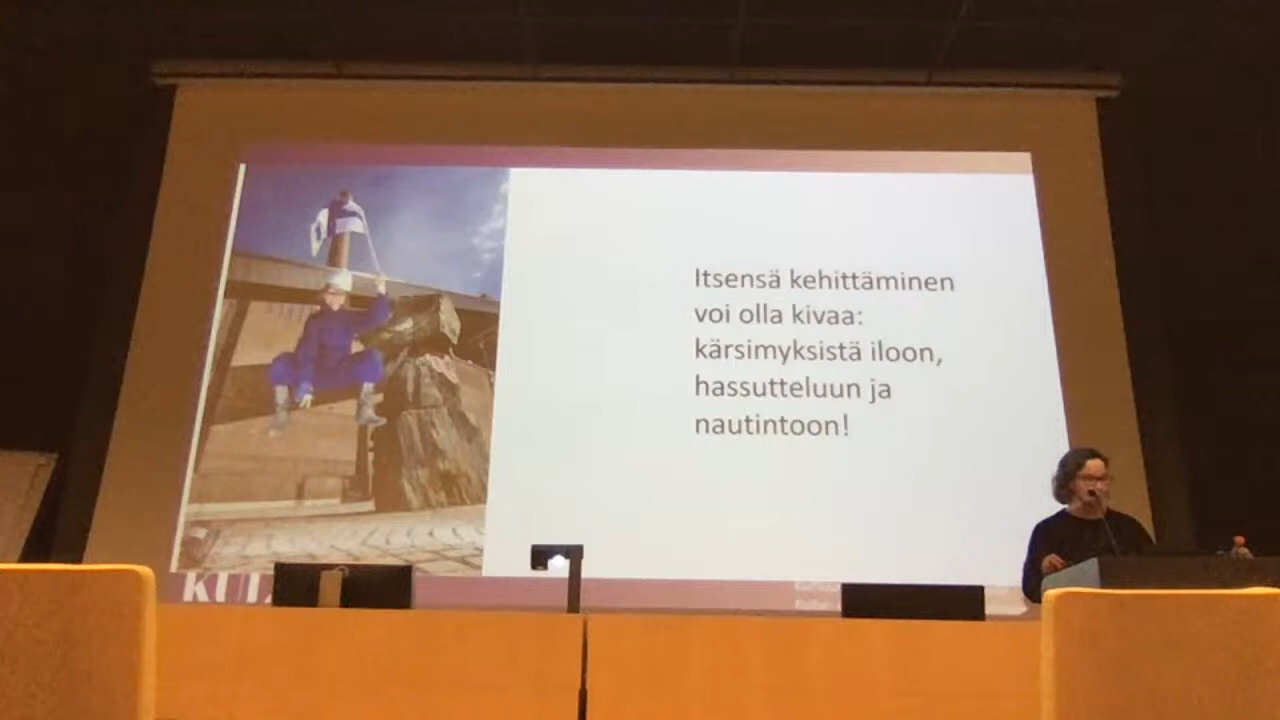 Itsensä kehittäminen
voi olla kivaa:
kärsimyksistä iloon,
hassutteluun ja
nautintoon!